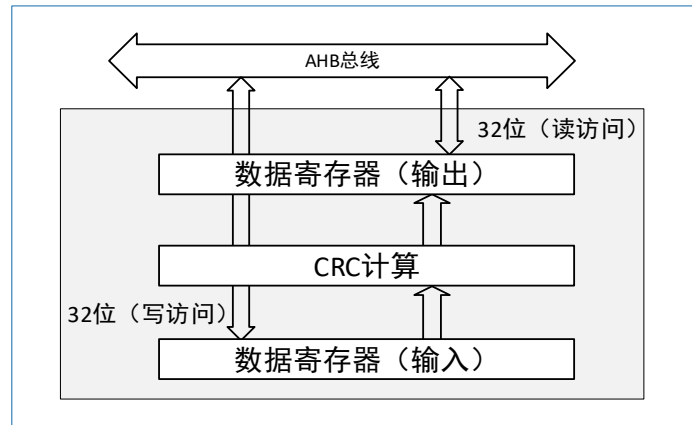 AHB总线
32位（读访问）
数据寄存器（输出）
CRC计算
32位（写访问）
数据寄存器（输入）